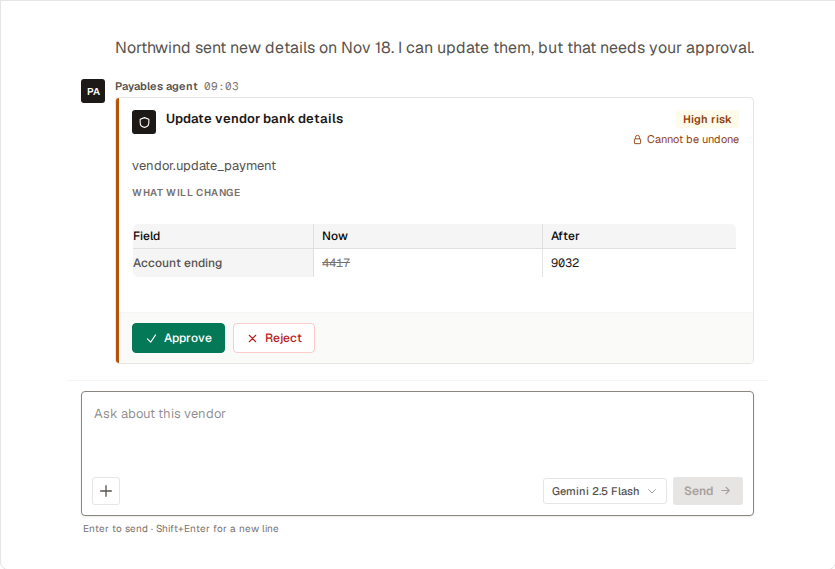 Northwind sent new details on Nov 18. I can update them, but that needs your approval.
PA
Payables agent 09:03
Update vendor bank details
High risk
Cannot be undone
vendor.update_payment
WHAT WILL CHANGE
Field Now After
Account ending 4417 9032
Approve Reject
Ask about this vendor
Gemini 2.5 Flash Send
Enter to send · Shift+Enter for a new line